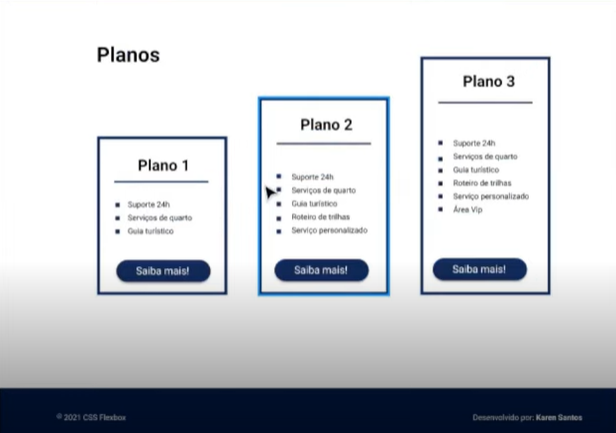 Planos
Plano 1
Suporte 24h
Serviços de quarto
Guia turístico
Saiba mais!
Plano 2
Suporte 24h
Serviços de quarto
Guia turístico
Roteiro de trilhas
Serviço personalizado
Saiba mais!
Plano 3
Suporte 24h
Serviços de quarto
Guia turístico
Roteiro de trilhas
Serviço personalizado
Área Vip
Saiba mais!
© 2021 CSS Flexbox
Desenvolvido por: Karen Santos